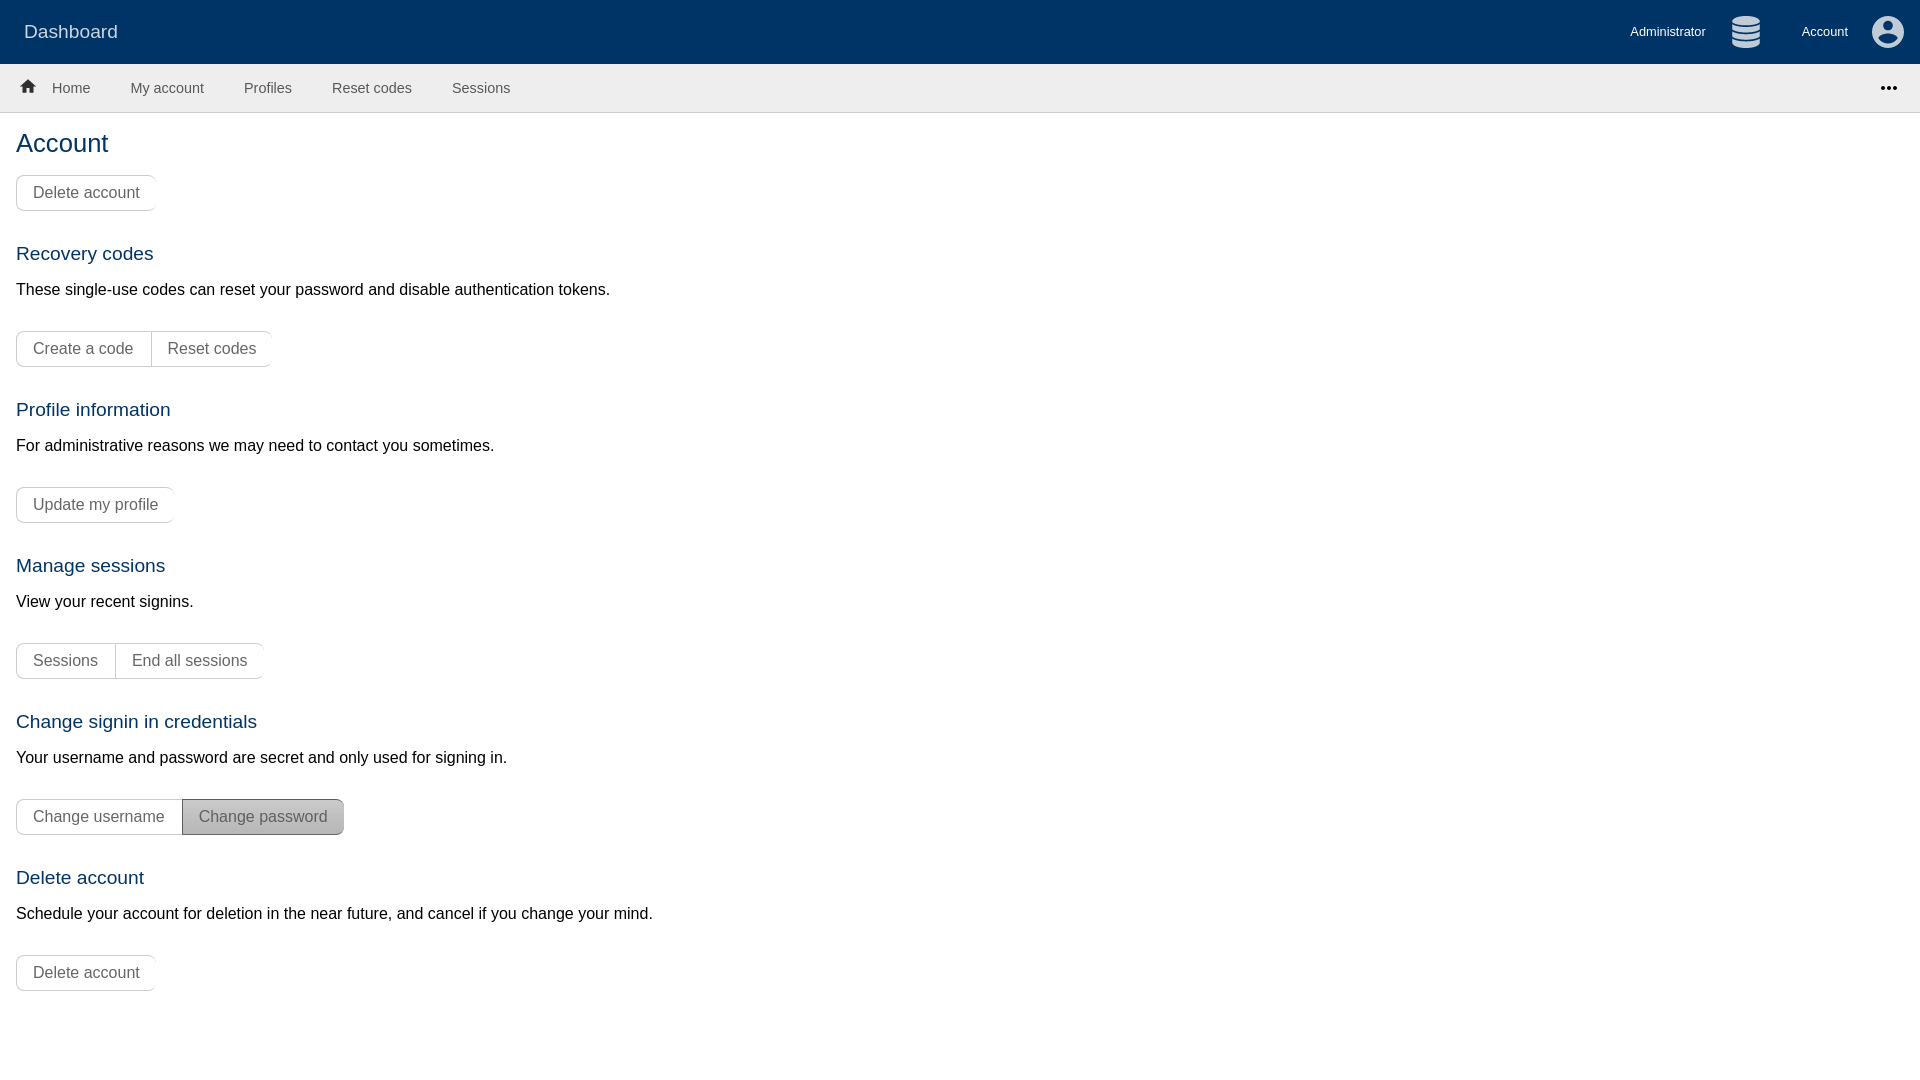 Dashboard
Administrator
Account
Home
My account
Profiles
Reset codes
Sessions
Account
Delete account
Recovery codes
These single-use codes can reset your password and disable authentication tokens.
Create a code
Reset codes
Profile information
For administrative reasons we may need to contact you sometimes.
Update my profile
Manage sessions
View your recent signins.
Sessions
End all sessions
Change signin in credentials
Your username and password are secret and only used for signing in.
Change username
Change password
Delete account
Schedule your account for deletion in the near future, and cancel if you change your mind.
Delete account